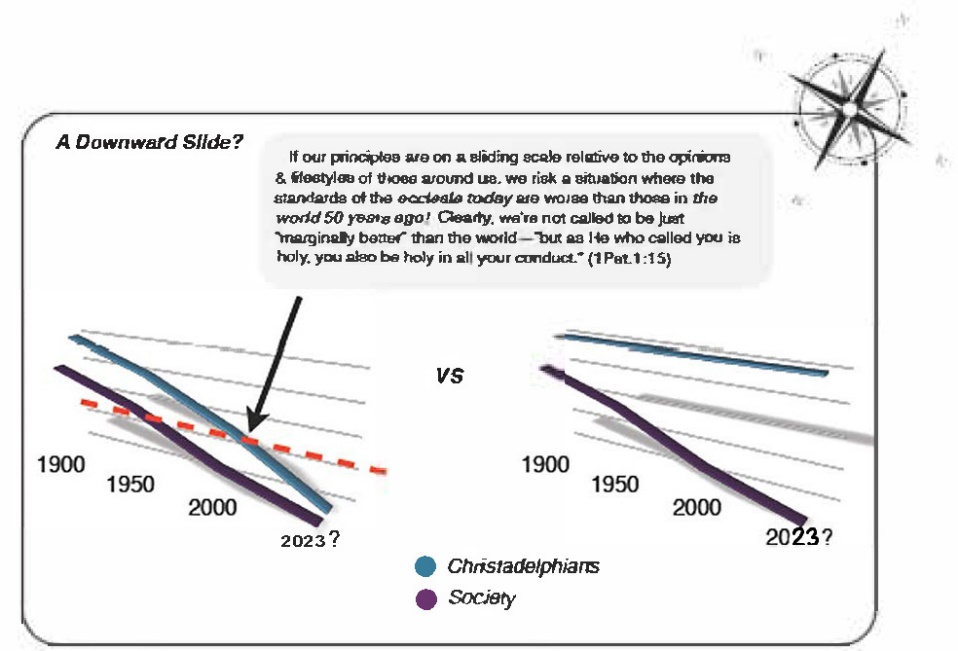 A Downward Slide?
If our principles are on a sliding scale relative to the opinions
& lifestyles of those around us, we risk a situation where the
standards of the ecclesia today are worse than those in the
world 50 years ago! Clearly, we're not called to be just
"marginally better" than the world—"but as He who called you is
holy, you also be holy in all your conduct." (1Pet.1:15)
VS
1900
1950
2000
2023?
1900
1950
2000
2023?
Christadelphians
Society